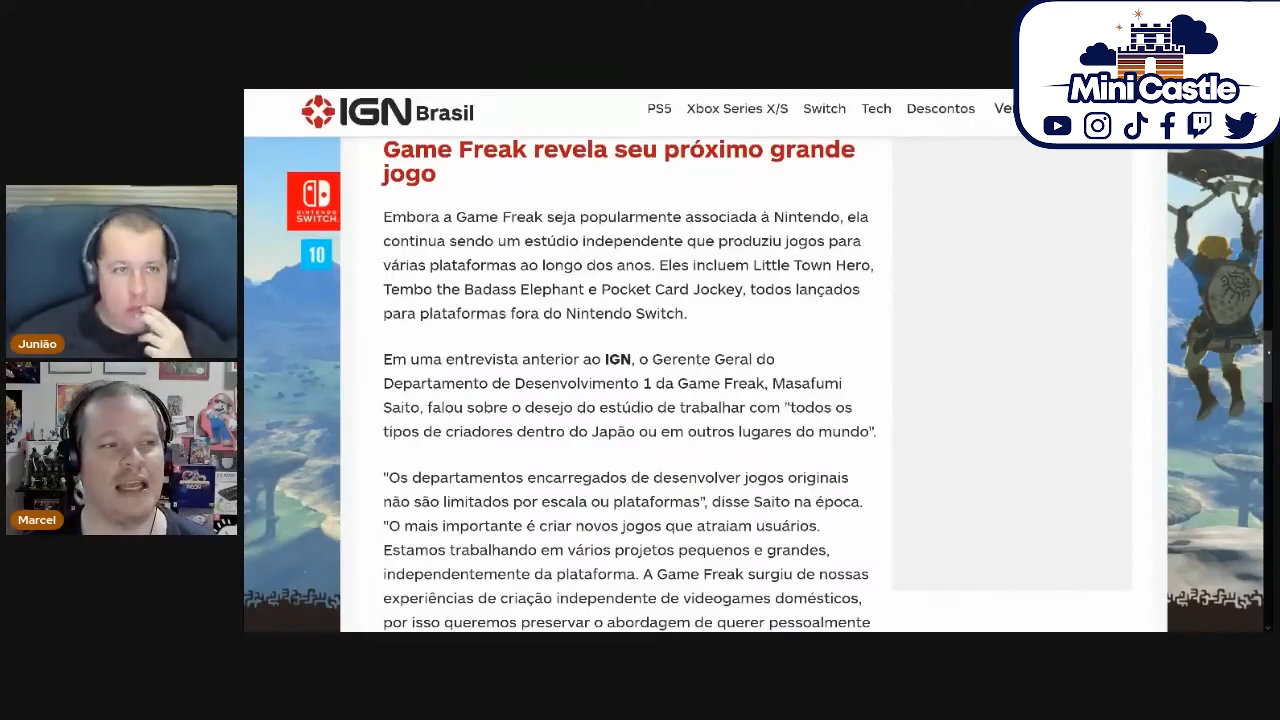 Mini Castle
IGN Brasil
PS5 Xbox Series X/S Switch Tech Descontos
NINTENDO
SWITCH
10
Game Freak revela seu próximo grande
jogo
Embora a Game Freak seja popularmente associada à Nintendo, ela
continua sendo um estúdio independente que produziu jogos para
várias plataformas ao longo dos anos. Eles incluem Little Town Hero,
Tembo the Badass Elephant e Pocket Card Jockey, todos lançados
para plataformas fora do Nintendo Switch.
Em uma entrevista anterior ao IGN, o Gerente Geral do
Departamento de Desenvolvimento 1 da Game Freak, Masafumi
Saito, falou sobre o desejo do estúdio de trabalhar com "todos os
tipos de criadores dentro do Japão ou em outros lugares do mundo".
"Os departamentos encarregados de desenvolver jogos originais
não são limitados por escala ou plataformas", disse Saito na época.
"O mais importante é criar novos jogos que atraiam usuários.
Estamos trabalhando em vários projetos pequenos e grandes,
independentemente da plataforma. A Game Freak surgiu de nossas
experiências de criação independente de videogames domésticos,
por isso queremos preservar o abordagem de querer pessoalmente
Junião
Marcel